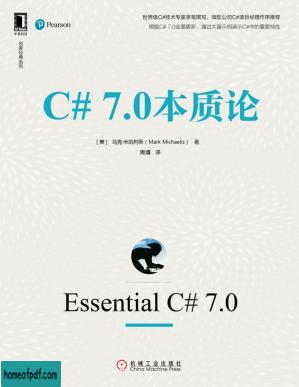 Pearson
世界级C#技术专家亲笔撰写，微软公司C#项目经理作序推荐
根据C# 7.0全面更新，通过大量示例演示C#中的重要特性
C# 7.0本质论
[美] 马克·米凯利斯（Mark Michaelis） 著
周靖 译
Essential C# 7.0
机械工业出版社
China Machine Press
homeofpdf.com